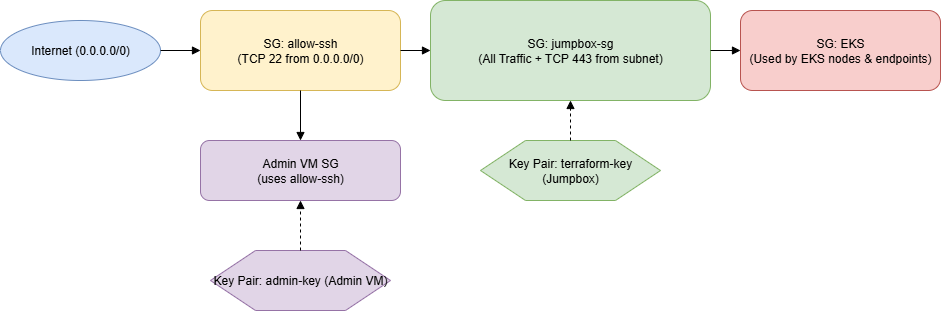 Internet (0.0.0.0/0)
SG: allow-ssh
(TCP 22 from 0.0.0.0/0)
SG: jumpbox-sg
(All Traffic + TCP 443 from subnet)
SG: EKS
(Used by EKS nodes & endpoints)
Admin VM SG
(uses allow-ssh)
Key Pair: terraform-key
(Jumpbox)
Key Pair: admin-key (Admin VM)